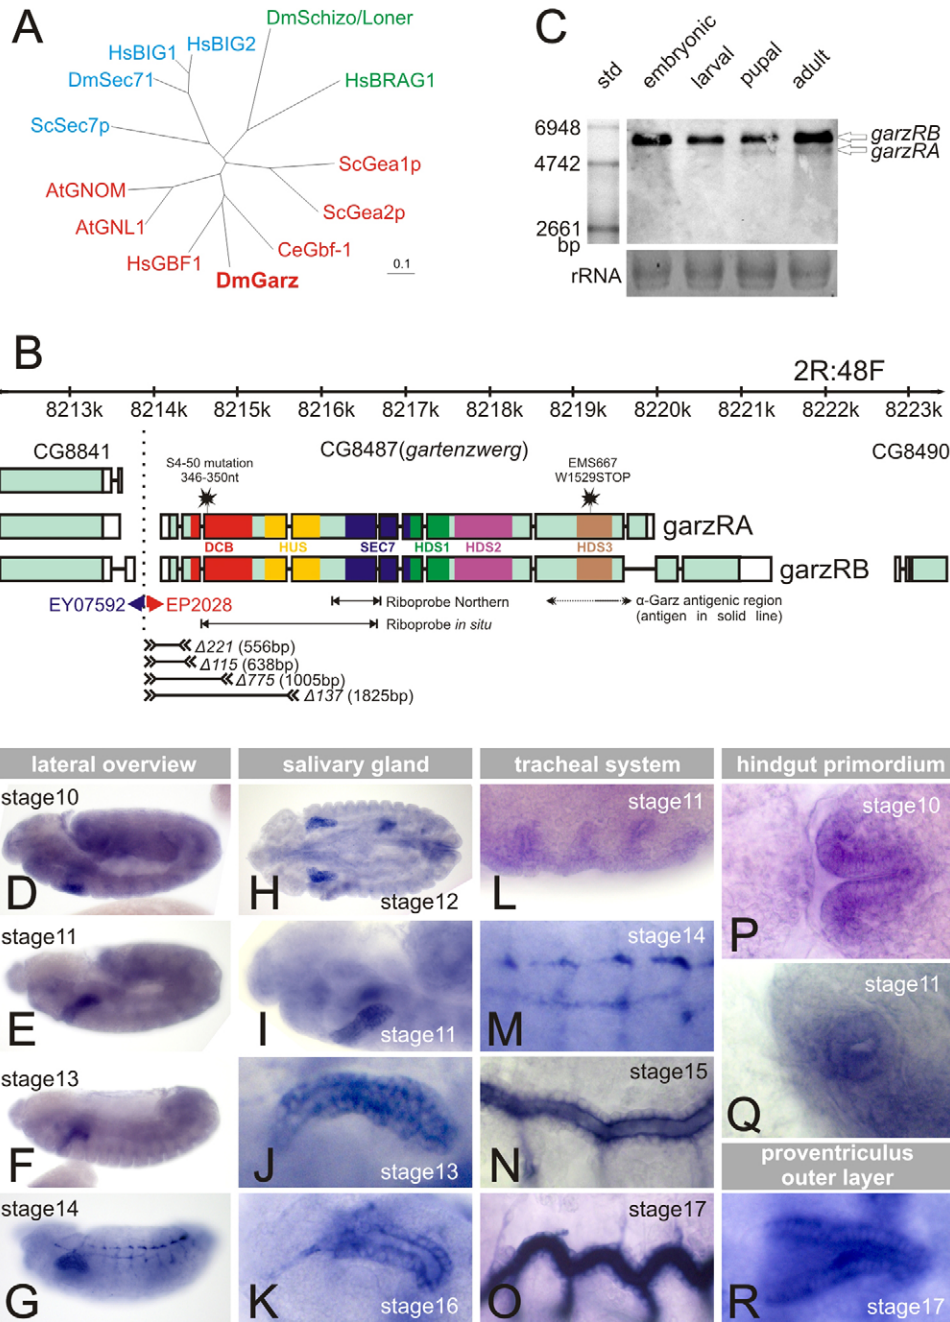 A
DmSchizo/Loner
HsBIG1
HsBIG2
DmSec71
HsBRAG1
ScSec7p
ScGea1p
AtGNOM
ScGea2p
AtGNL1
CeGbf-1
HsGBF1
DmGarz
0.1
C
std
embryonic
larval
pupal
adult
6948
4742
2661
bp
garzRB
garzRA
rRNA
B
2R:48F
8213k 8214k 8215k 8216k 8217k 8218k 8219k 8220k 8221k 8222k 8223k
CG8841
CG8487(gartenzwerg)
CG8490
S4-50 mutation
346-350nt
EMS667
W1529STOP
garzRA
DCB HUS SEC7 HDS1 HDS2 HDS3
garzRB
EY07592
EP2028
Riboprobe Northern
Riboprobe in situ
α-Garz antigenic region
(antigen in solid line)
Δ221 (556bp)
Δ115 (638bp)
Δ775 (1005bp)
Δ137 (1825bp)
lateral overview
salivary gland
tracheal system
hindgut primordium
stage10
D
stage12
H
stage11
L
stage10
P
stage11
E
stage11
I
stage14
M
stage11
Q
stage13
F
stage13
J
stage15
N
proventriculus
outer layer
stage14
G
stage16
K
stage17
O
stage17
R